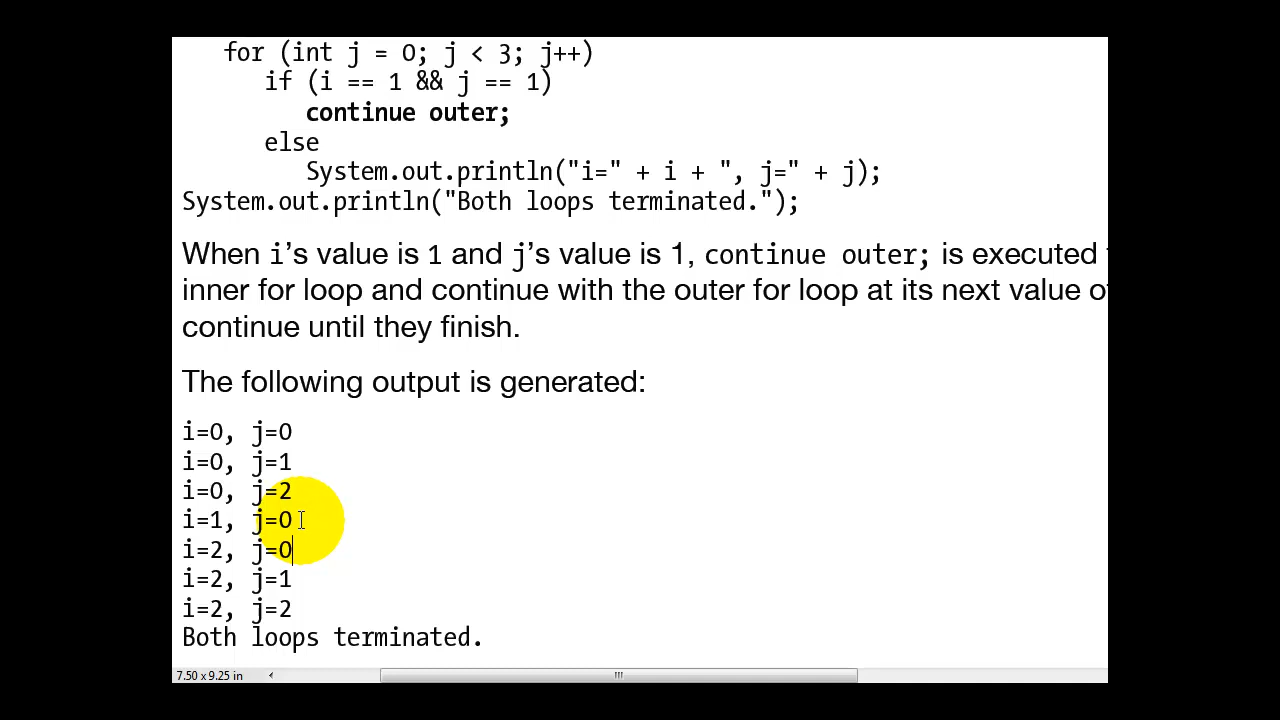 for (int j = 0; j < 3; j++)
if (i == 1 && j == 1)
continue outer;
else
System.out.println("i=" + i + ", j=" + j);
System.out.println("Both loops terminated.");
When i’s value is 1 and j’s value is 1, continue outer; is executed
inner for loop and continue with the outer for loop at its next value
continue until they finish.
The following output is generated:
i=0, j=0
i=0, j=1
i=0, j=2
i=1, j=0
i=2, j=0
i=2, j=1
i=2, j=2
Both loops terminated.
7.50 x 9.25 in